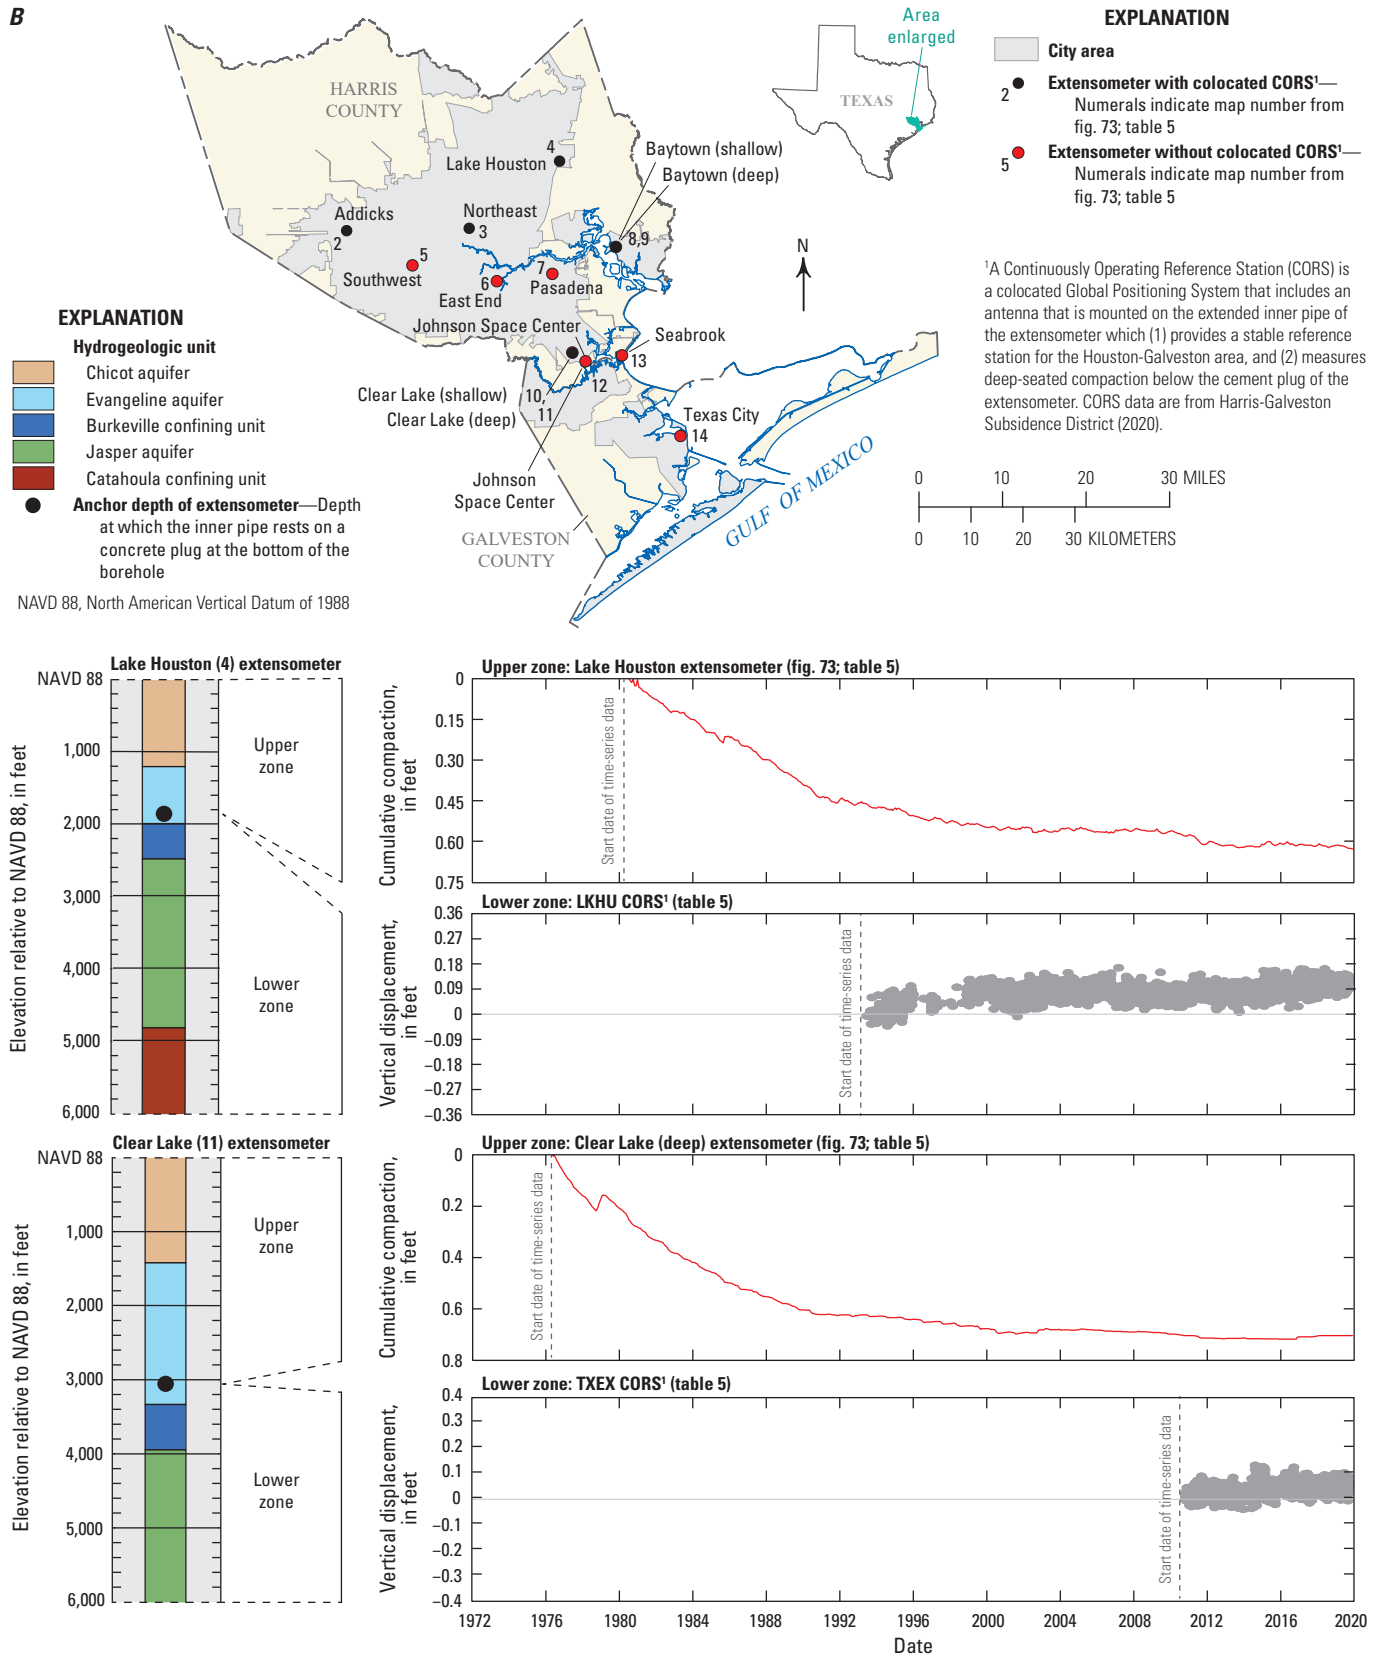 B
Area
enlarged
TEXAS
HARRIS
COUNTY
4
Lake Houston
Baytown (shallow)
Baytown (deep)
Addicks
2
Northeast
3
8,9
5
Southwest
7
Pasadena
6
East End
Johnson Space Center
Seabrook
13
12
10,
11
Clear Lake (shallow)
Clear Lake (deep)
Texas City
14
Johnson
Space Center
GALVESTON
COUNTY
GULF OF MEXICO
N
EXPLANATION
City area
2
Extensometer with colocated CORS¹—
Numerals indicate map number from
fig. 73; table 5
5
Extensometer without colocated CORS¹—
Numerals indicate map number from
fig. 73; table 5
¹A Continuously Operating Reference Station (CORS) is
a colocated Global Positioning System that includes an
antenna that is mounted on the extended inner pipe of
the extensometer which (1) provides a stable reference
station for the Houston-Galveston area, and (2) measures
deep-seated compaction below the cement plug of the
extensometer. CORS data are from Harris-Galveston
Subsidence District (2020).
0 10 20 30 MILES
0 10 20 30 KILOMETERS
EXPLANATION
Hydrogeologic unit
Chicot aquifer
Evangeline aquifer
Burkeville confining unit
Jasper aquifer
Catahoula confining unit
Anchor depth of extensometer—Depth
at which the inner pipe rests on a
concrete plug at the bottom of the
borehole
NAVD 88, North American Vertical Datum of 1988
Lake Houston (4) extensometer
Elevation relative to NAVD 88, in feet
NAVD 88
1,000
2,000
3,000
4,000
5,000
6,000
Upper
zone
Lower
zone
Upper zone: Lake Houston extensometer (fig. 73; table 5)
Cumulative compaction,
in feet
0
0.15
0.30
0.45
0.60
0.75
Start date of time-series data
Lower zone: LKHU CORS¹ (table 5)
Vertical displacement,
in feet
0.36
0.27
0.18
0.09
0
−0.09
−0.18
−0.27
−0.36
Start date of time-series data
Clear Lake (11) extensometer
Elevation relative to NAVD 88, in feet
NAVD 88
1,000
2,000
3,000
4,000
5,000
6,000
Upper
zone
Lower
zone
Upper zone: Clear Lake (deep) extensometer (fig. 73; table 5)
Cumulative compaction,
in feet
0
0.2
0.4
0.6
0.8
Start date of time-series data
Lower zone: TXEX CORS¹ (table 5)
Vertical displacement,
in feet
0.4
0.3
0.2
0.1
0
−0.1
−0.2
−0.3
−0.4
Start date of time-series data
1972 1976 1980 1984 1988 1992 1996 2000 2004 2008 2012 2016 2020
Date